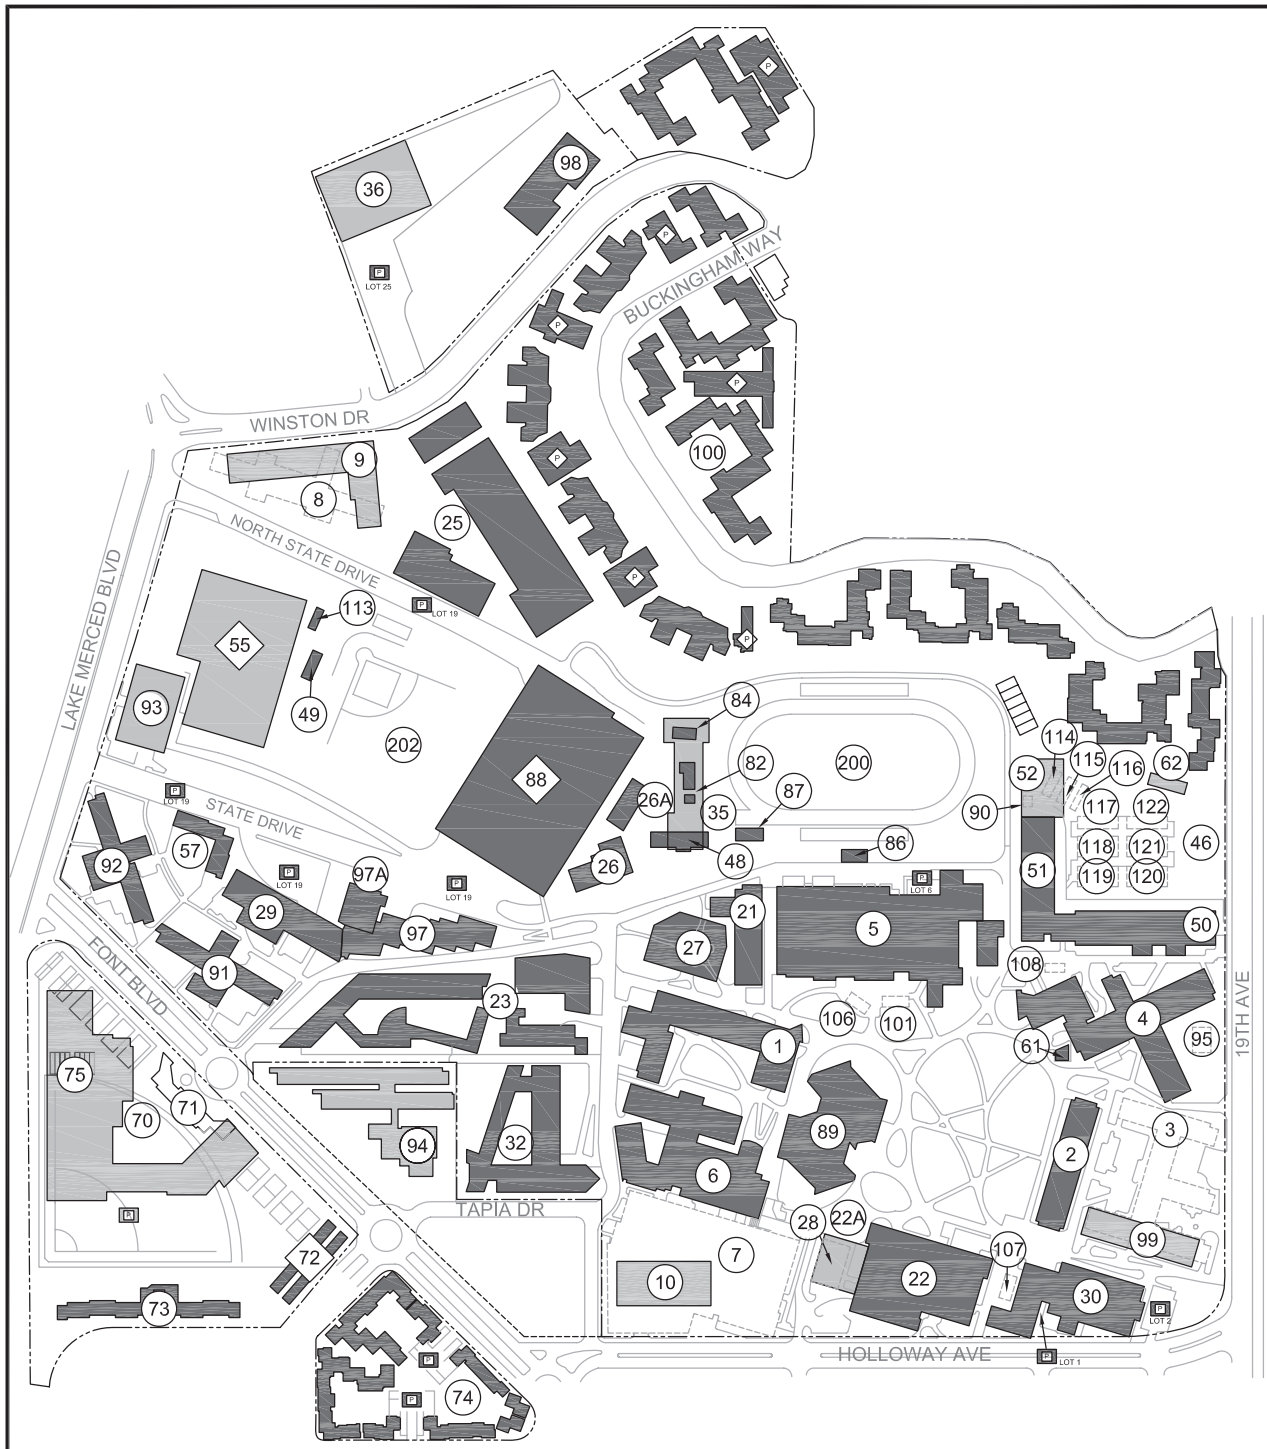 P
98
36
P
BUCKINGHAM WAY
P
LOT 25
P
P
WINSTON DR
100
9
P
8
25
NORTH STATE DRIVE
LAKE MERCED BLVD
P
P
LOT 19
113
55
P
93
49
84
114
202
200
52
115
116
62
88
82
P
LOT 19
26A
35
87
90
117
122
STATE DRIVE
57
92
48
86
118
121
46
97A
26
51
119
120
P
LOT 19
P
LOT 19
P
LOT 6
29
21
5
50
97
27
FONT BLVD
91
108
23
106
101
4
95
19TH AVE
1
61
75
71
70
94
32
89
2
3
6
P
TAPIA DR
28
22A
99
7
107
72
10
22
30
73
P
LOT 2
HOLLOWAY AVE
P
LOT 1
P
74
P